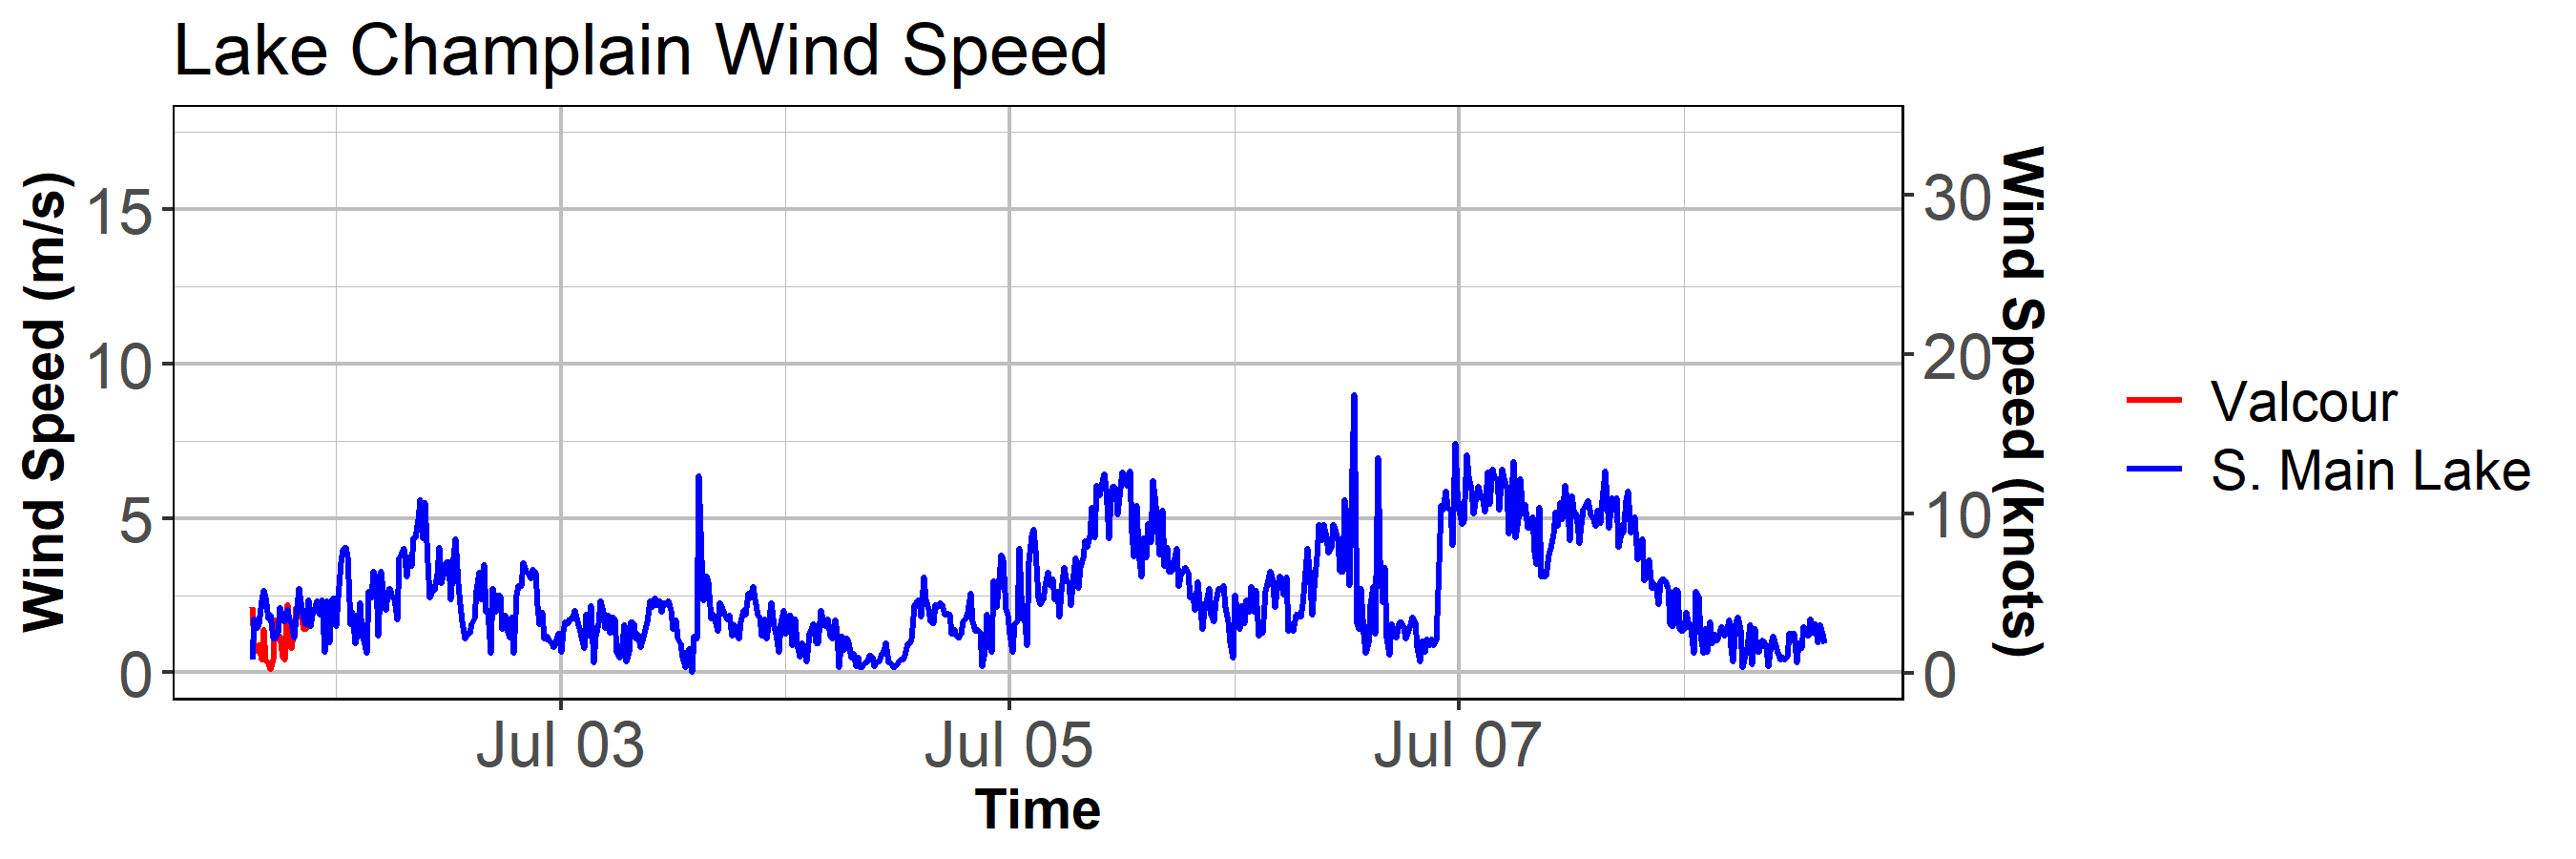 Lake Champlain Wind Speed
Wind Speed (m/s)
15
10
5
0
30
20
10
0
Wind Speed (knots)
Jul 03
Jul 05
Jul 07
Time
Valcour
S. Main Lake